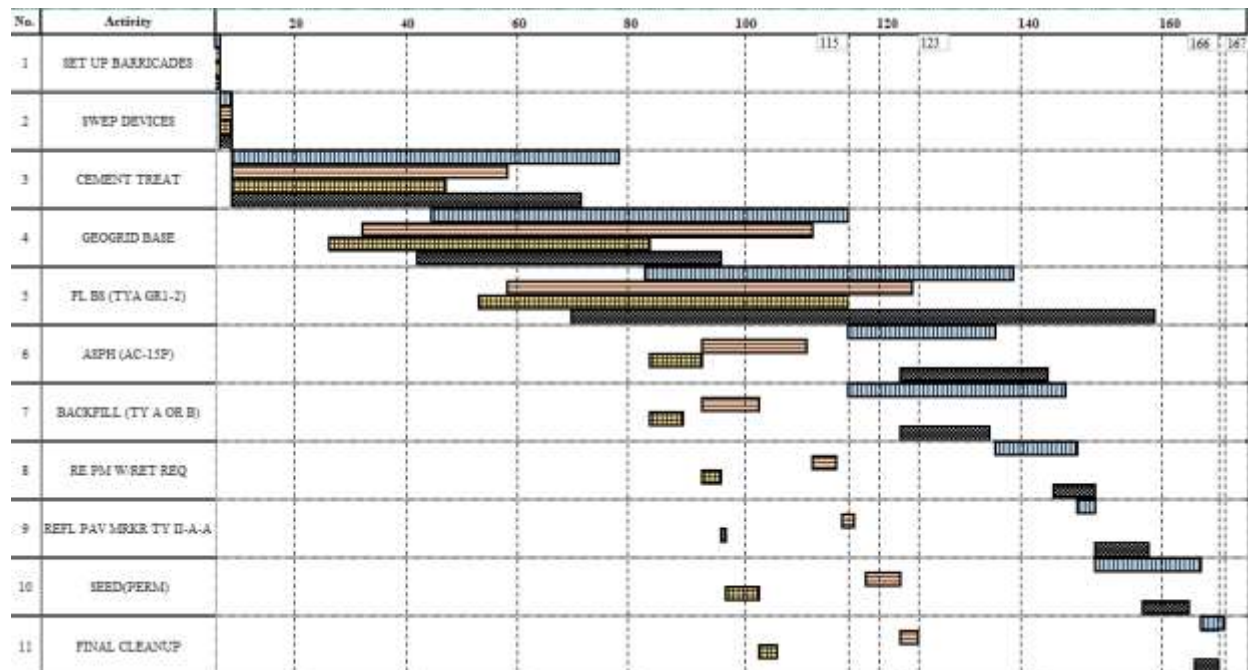 No. Activity 20 40 60 80 100 120 140 160
115 123 166 167
1 SET UP BARRICADES
2 SWEP DEVICES
3 CEMENT TREAT
4 GEOGRID BASE
5 FL BS (TYA GR1-2)
6 ASPH (AC-15P)
7 BACKFILL (TY A OR B)
8 RE PM W/RET REQ
9 REFL PAV MRKR TY II-A-A
10 SEED(PERM)
11 FINAL CLEANUP